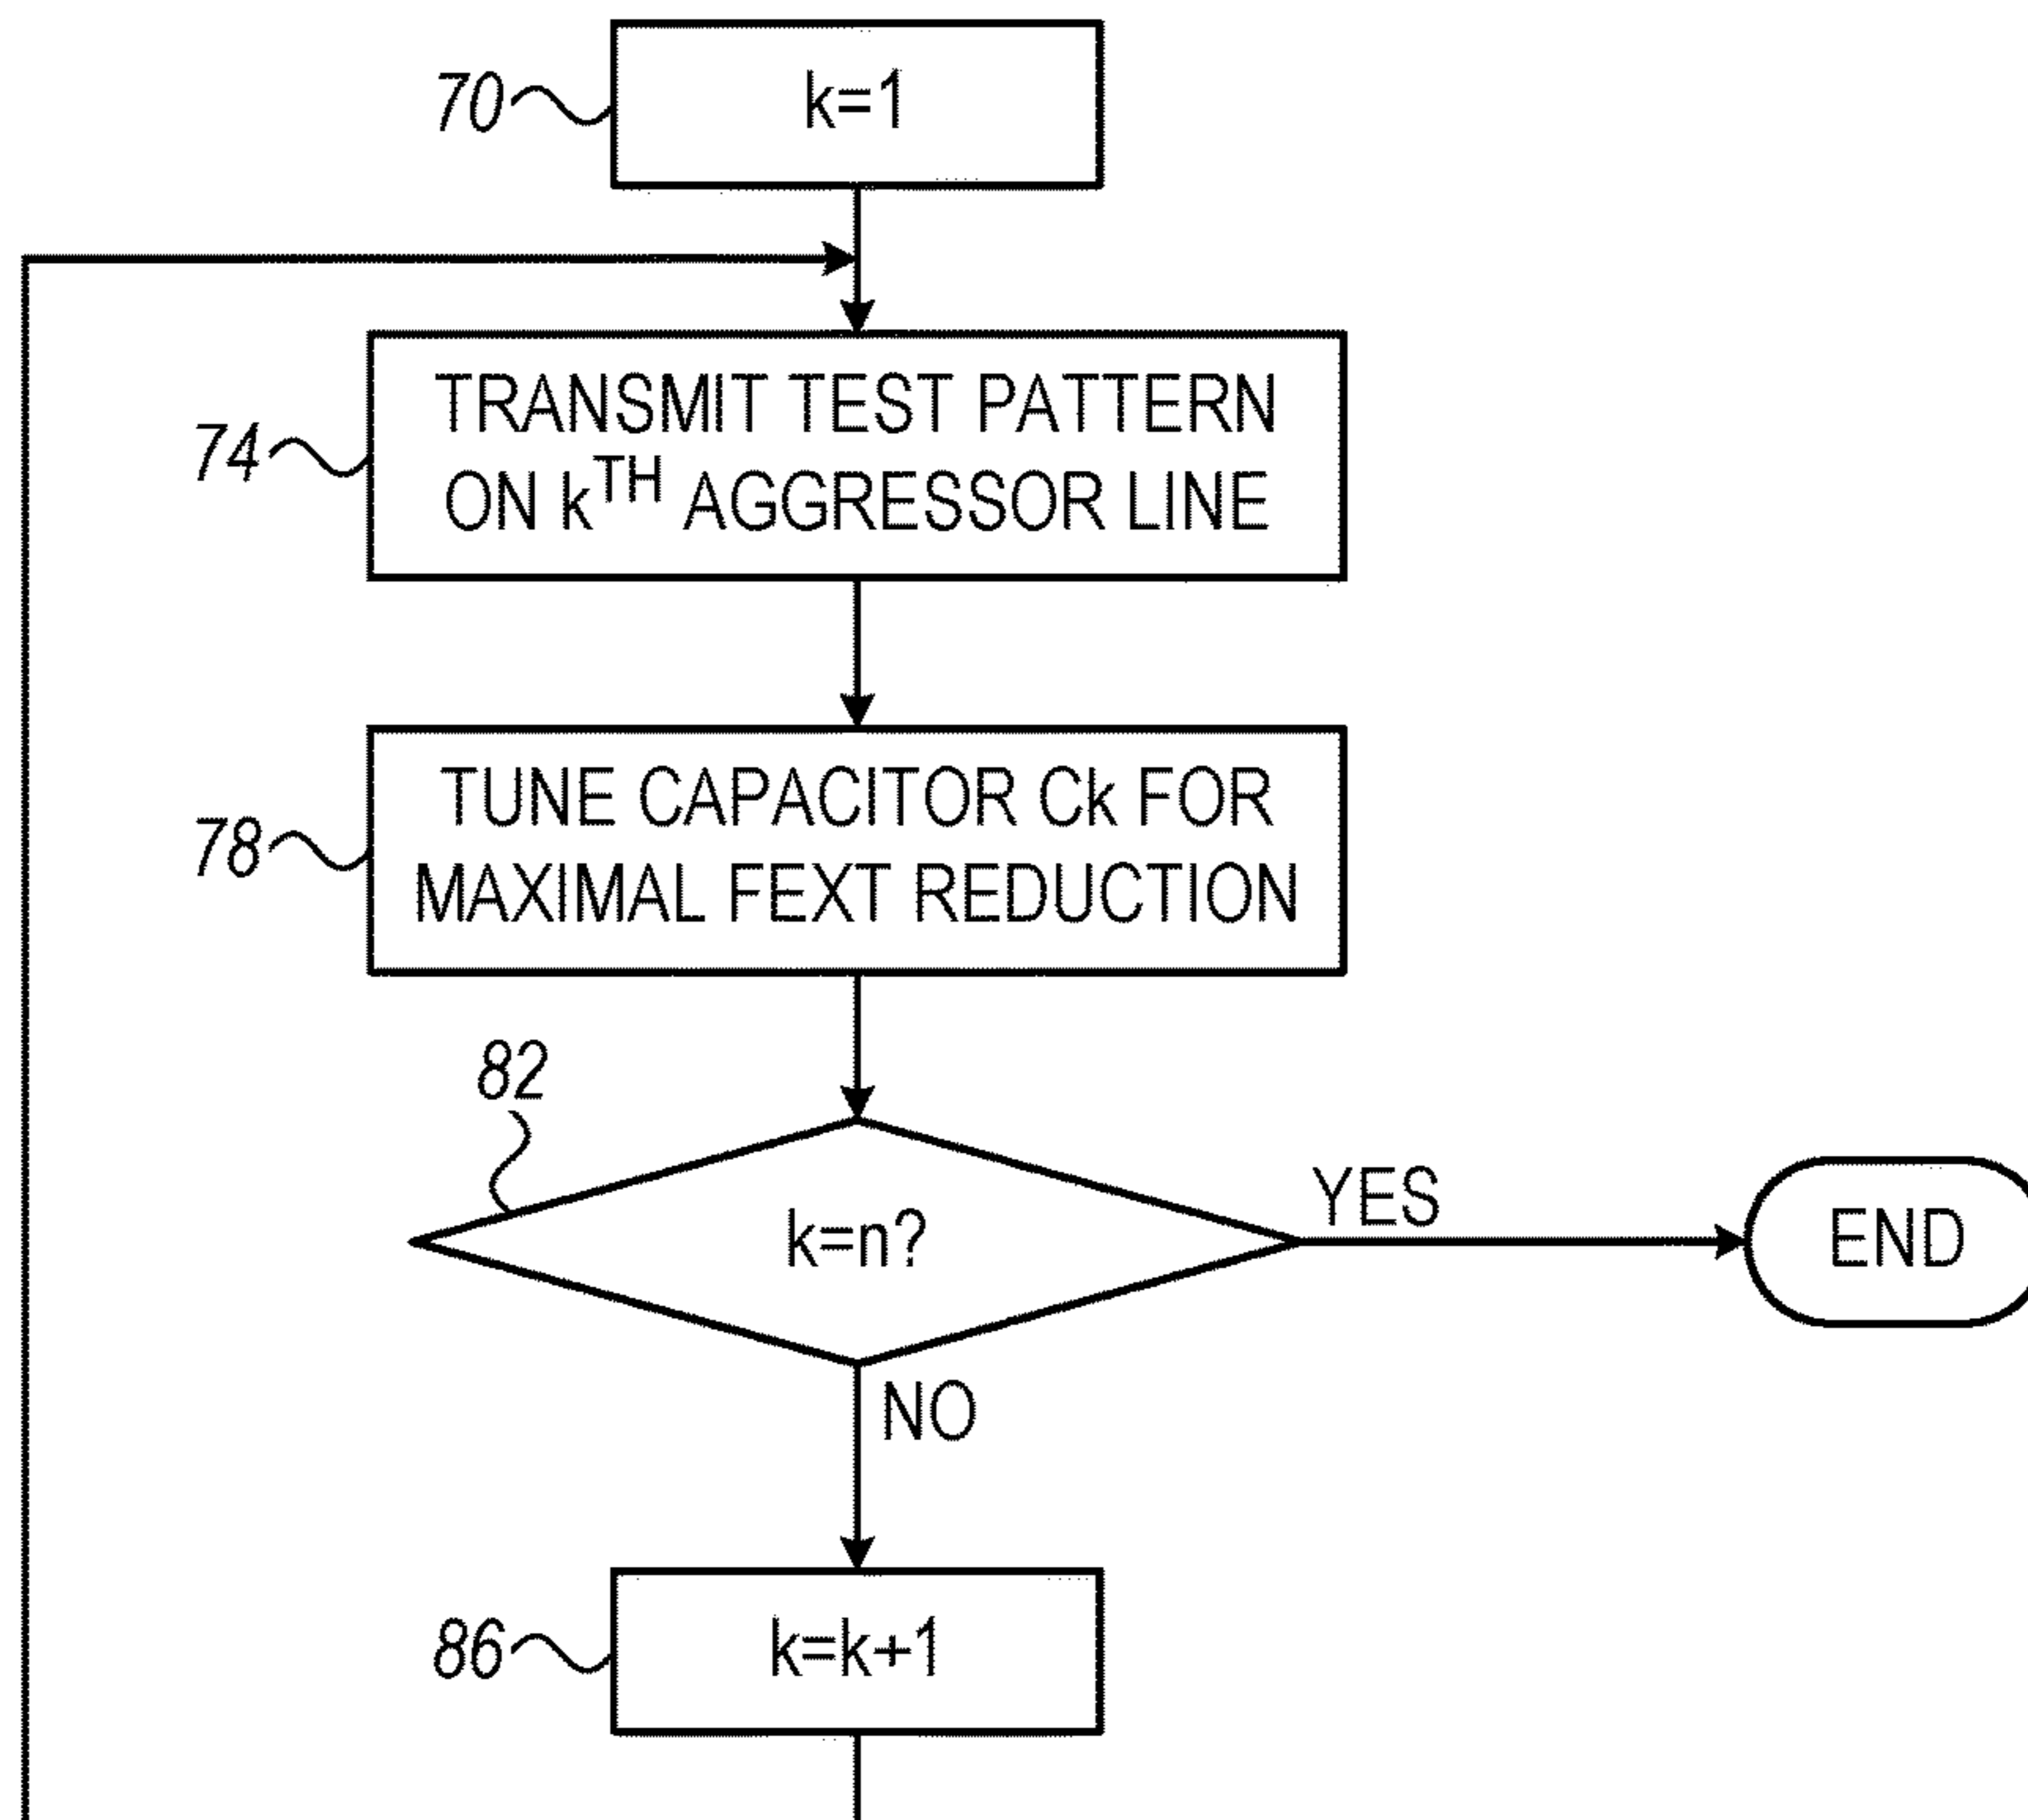 70
k=1
74
TRANSMIT TEST PATTERN
ON kTH AGGRESSOR LINE
78
TUNE CAPACITOR Ck FOR
MAXIMAL FEXT REDUCTION
82
k=n?
YES
END
NO
86
k=k+1